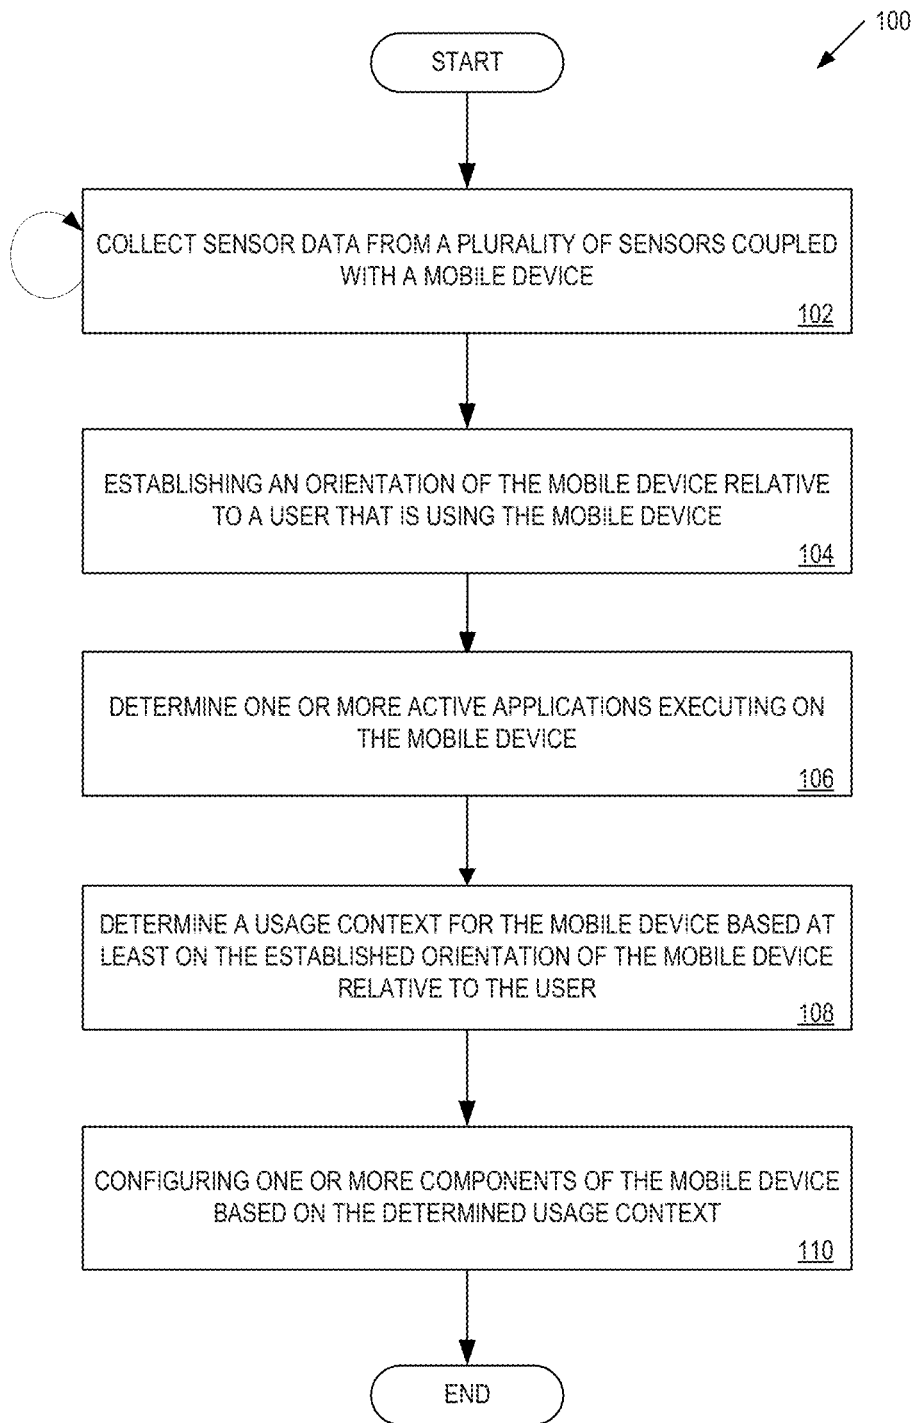 100
START
COLLECT SENSOR DATA FROM A PLURALITY OF SENSORS COUPLED
WITH A MOBILE DEVICE
102
ESTABLISHING AN ORIENTATION OF THE MOBILE DEVICE RELATIVE
TO A USER THAT IS USING THE MOBILE DEVICE
104
DETERMINE ONE OR MORE ACTIVE APPLICATIONS EXECUTING ON
THE MOBILE DEVICE
106
DETERMINE A USAGE CONTEXT FOR THE MOBILE DEVICE BASED AT
LEAST ON THE ESTABLISHED ORIENTATION OF THE MOBILE DEVICE
RELATIVE TO THE USER
108
CONFIGURING ONE OR MORE COMPONENTS OF THE MOBILE DEVICE
BASED ON THE DETERMINED USAGE CONTEXT
110
END